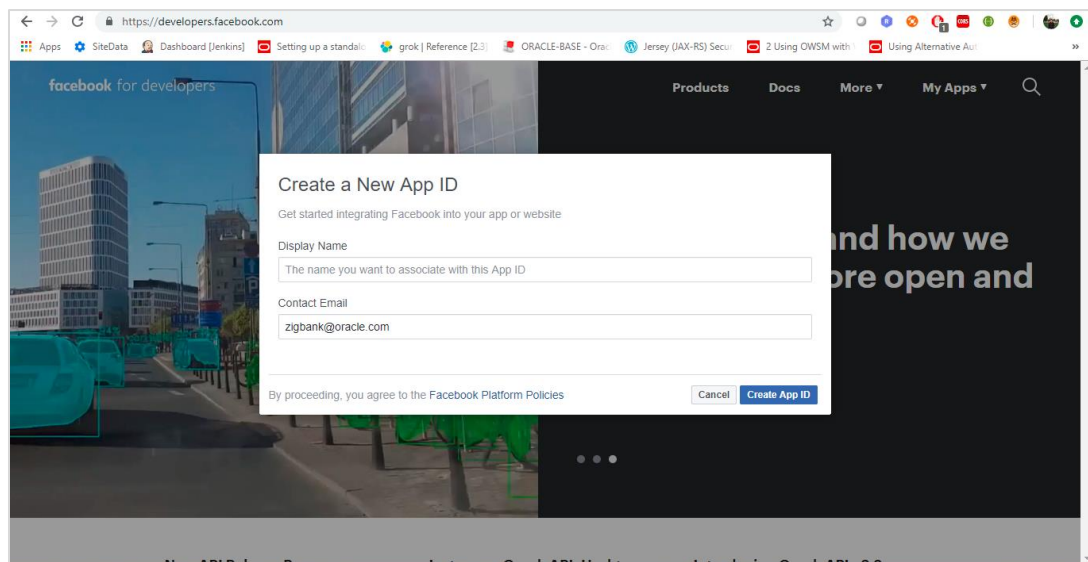 https://developers.facebook.com
Apps SiteData Dashboard [Jenkins] Setting up a standalo grok | Reference [2.3] ORACLE-BASE - Orac Jersey (JAX-RS) Secur 2 Using OWSM with Using Alternative Aut »
facebook for developers
Products Docs More My Apps
Create a New App ID
Get started integrating Facebook into your app or website
Display Name
The name you want to associate with this App ID
Contact Email
zigbank@oracle.com
By proceeding, you agree to the Facebook Platform Policies
Cancel Create App ID
and how we
ore open and